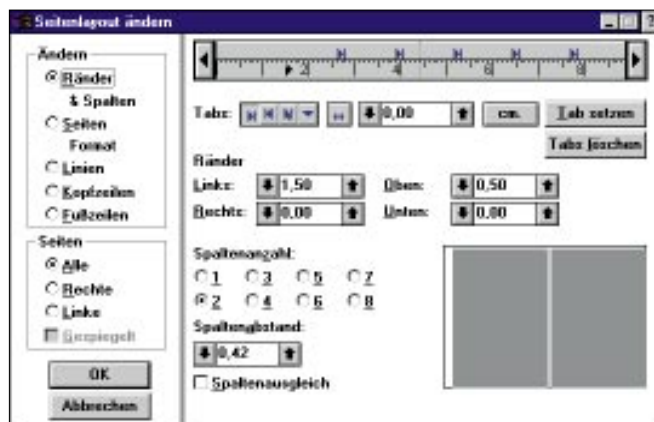 Seitenlayout ändern
Ändern
Ränder
& Spalten
Seiten
Format
Linien
Kopfzeilen
Fußzeilen
Seiten
Alle
Rechte
Linke
Gespiegelt
OK
Abbrechen
2 4 6 8
Tabs: 0,00 cm. Tab setzen
Tabs löschen
Ränder
Links: 1,50 Oben: 0,50
Rechts: 0,00 Unten: 0,00
Spaltenanzahl:
1 3 5 7
2 4 6 8
Spaltenabstand:
0,42
Spaltenausgleich